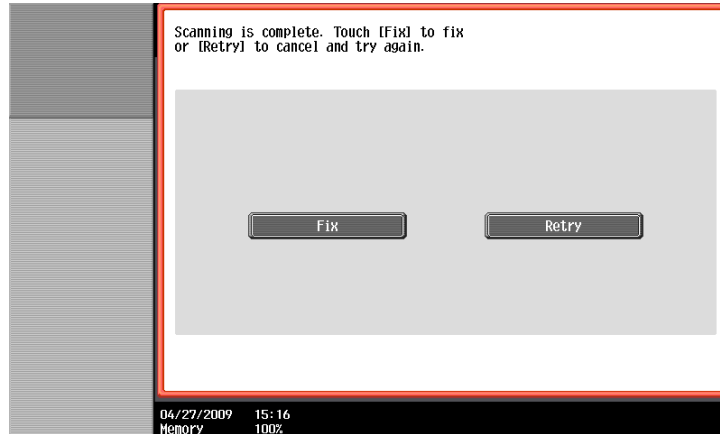 Scanning is complete. Touch [Fix] to fix
or [Retry] to cancel and try again.
Fix
Retry
04/27/2009 15:16
Memory 100%